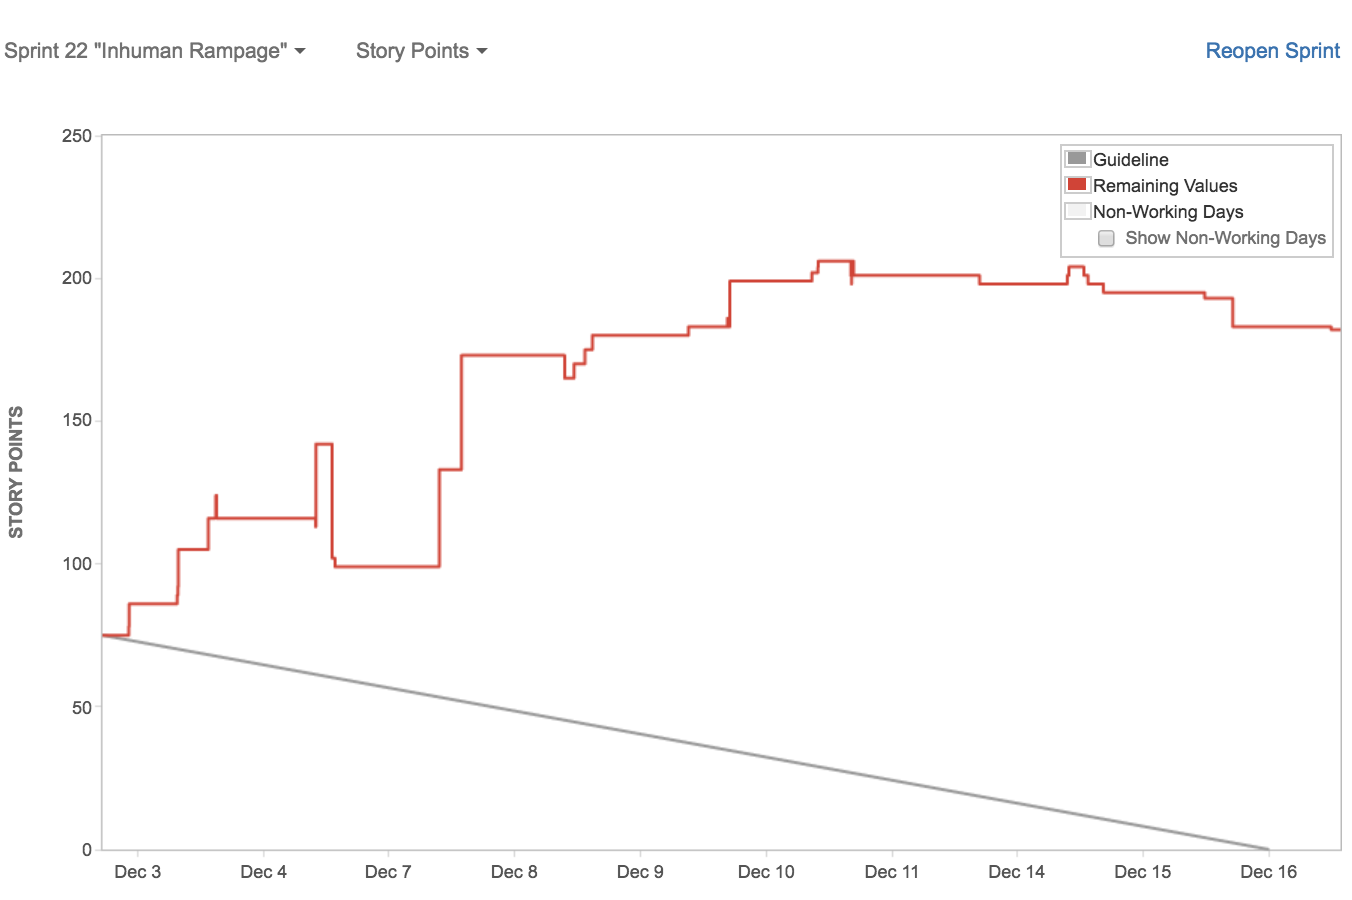 Sprint 22 "Inhuman Rampage" Story Points Reopen Sprint
250
Guideline
Remaining Values
Non-Working Days
Show Non-Working Days
200
150
STORY POINTS
100
50
0
Dec 3 Dec 4 Dec 7 Dec 8 Dec 9 Dec 10 Dec 11 Dec 14 Dec 15 Dec 16